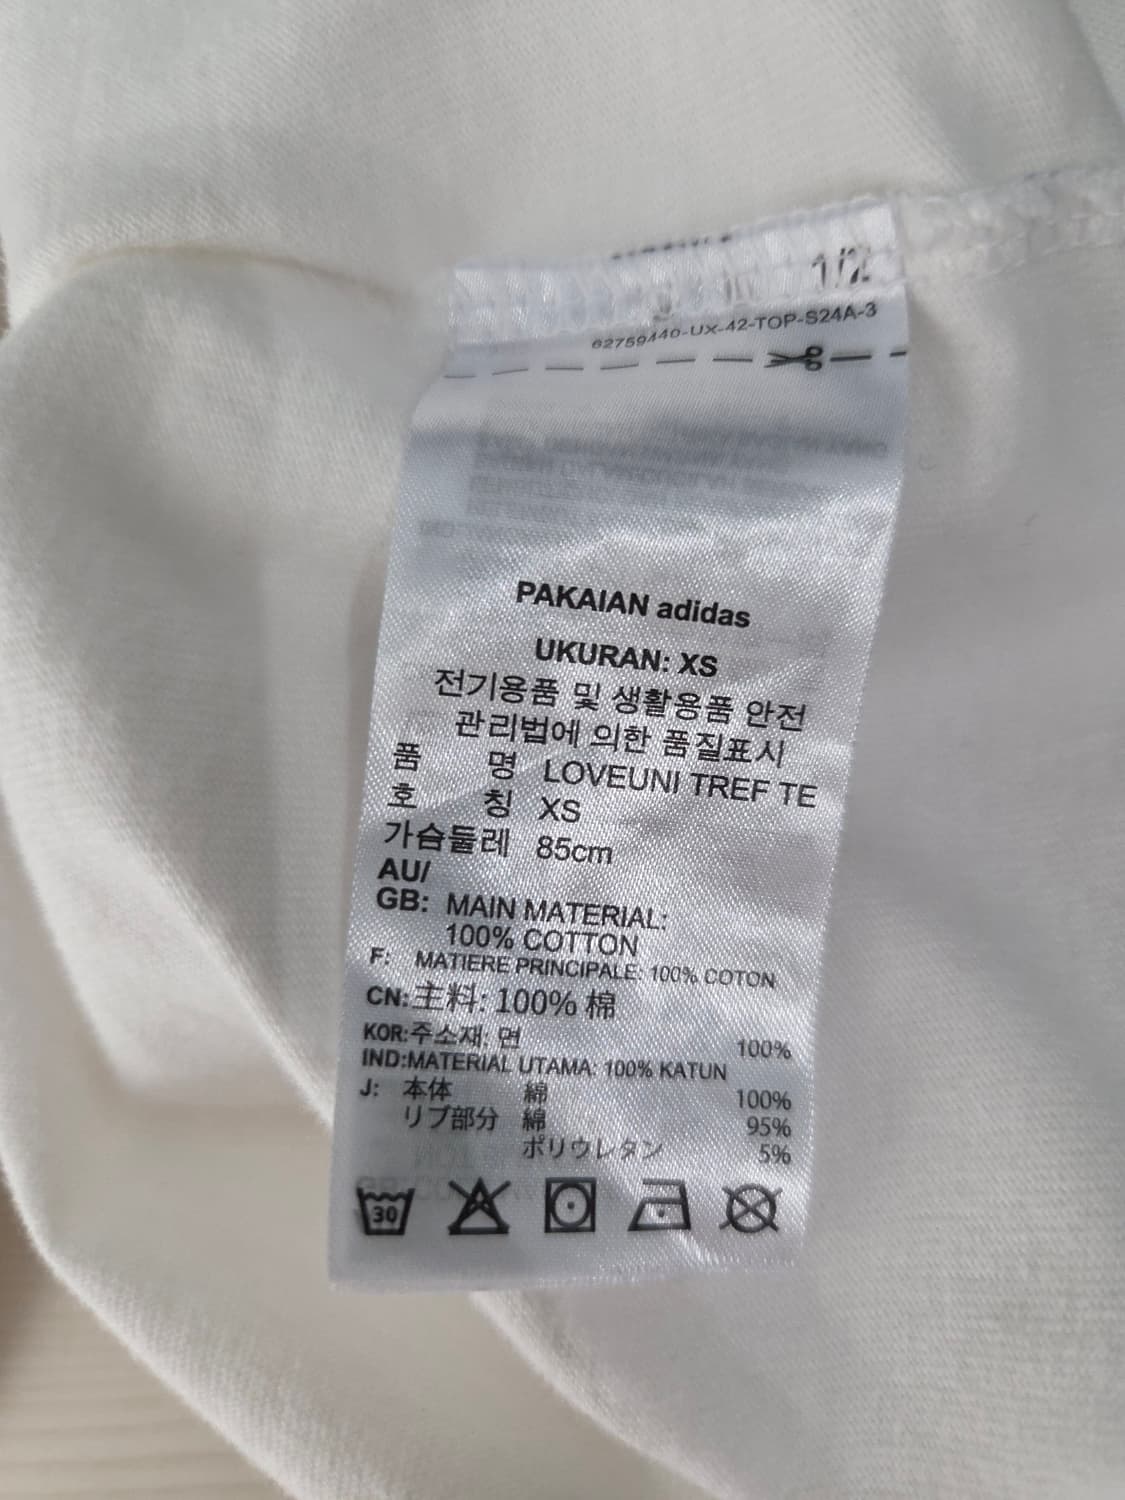 1/2
62759440-UX-42-TOP-S24A-3
PAKAIAN adidas
UKURAN: XS
전기용품 및 생활용품 안전
관리법에 의한 품질표시
품 명 LOVEUNI TREF TE
호 칭 XS
가슴둘레 85cm
AU/
GB: MAIN MATERIAL:
100% COTTON
F: MATIERE PRINCIPALE: 100% COTON
CN:主料: 100% 棉
KOR:주소재: 면 100%
IND:MATERIAL UTAMA: 100% KATUN
J: 本体 綿 100%
リブ部分 綿 95%
ポリウレタン 5%
30